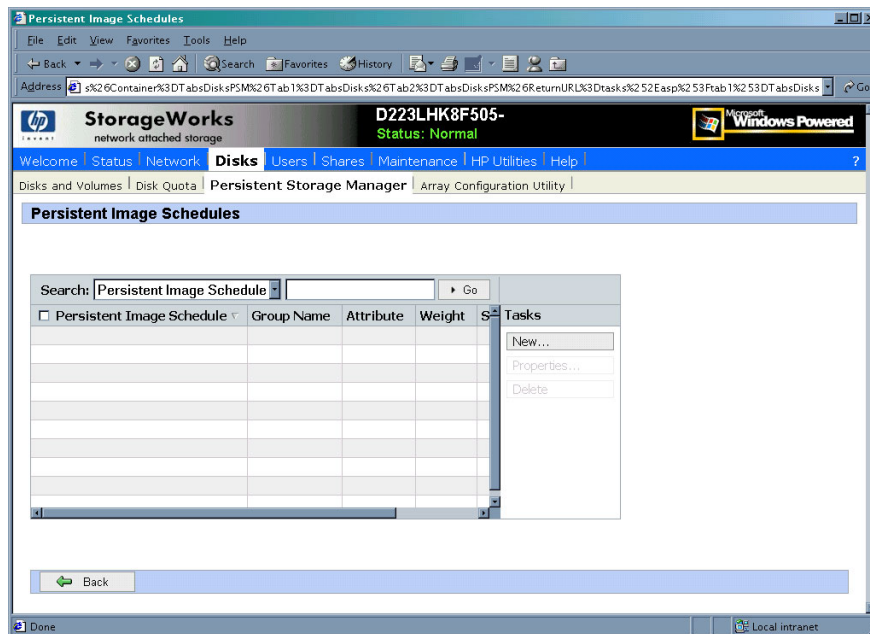 Persistent Image Schedules
File Edit View Favorites Tools Help
Back Search Favorites History
Address s%26Container%3DTabsDisksPSM%26Tab1%3DTabsDisks%26Tab2%3DTabsDisksPSM%26ReturnURL%3Dtasks%252Easp%253Ftab1%253DTabsDisks Go
hp
invent
StorageWorks
network attached storage
D223LHK8F505-
Status: Normal
Microsoft
Windows Powered
Welcome Status Network Disks Users Shares Maintenance HP Utilities Help ?
Disks and Volumes Disk Quota Persistent Storage Manager Array Configuration Utility
Persistent Image Schedules
Search: Persistent Image Schedule Go
Persistent Image Schedule Group Name Attribute Weight S Tasks
New...
Properties...
Delete
Back
Done Local intranet